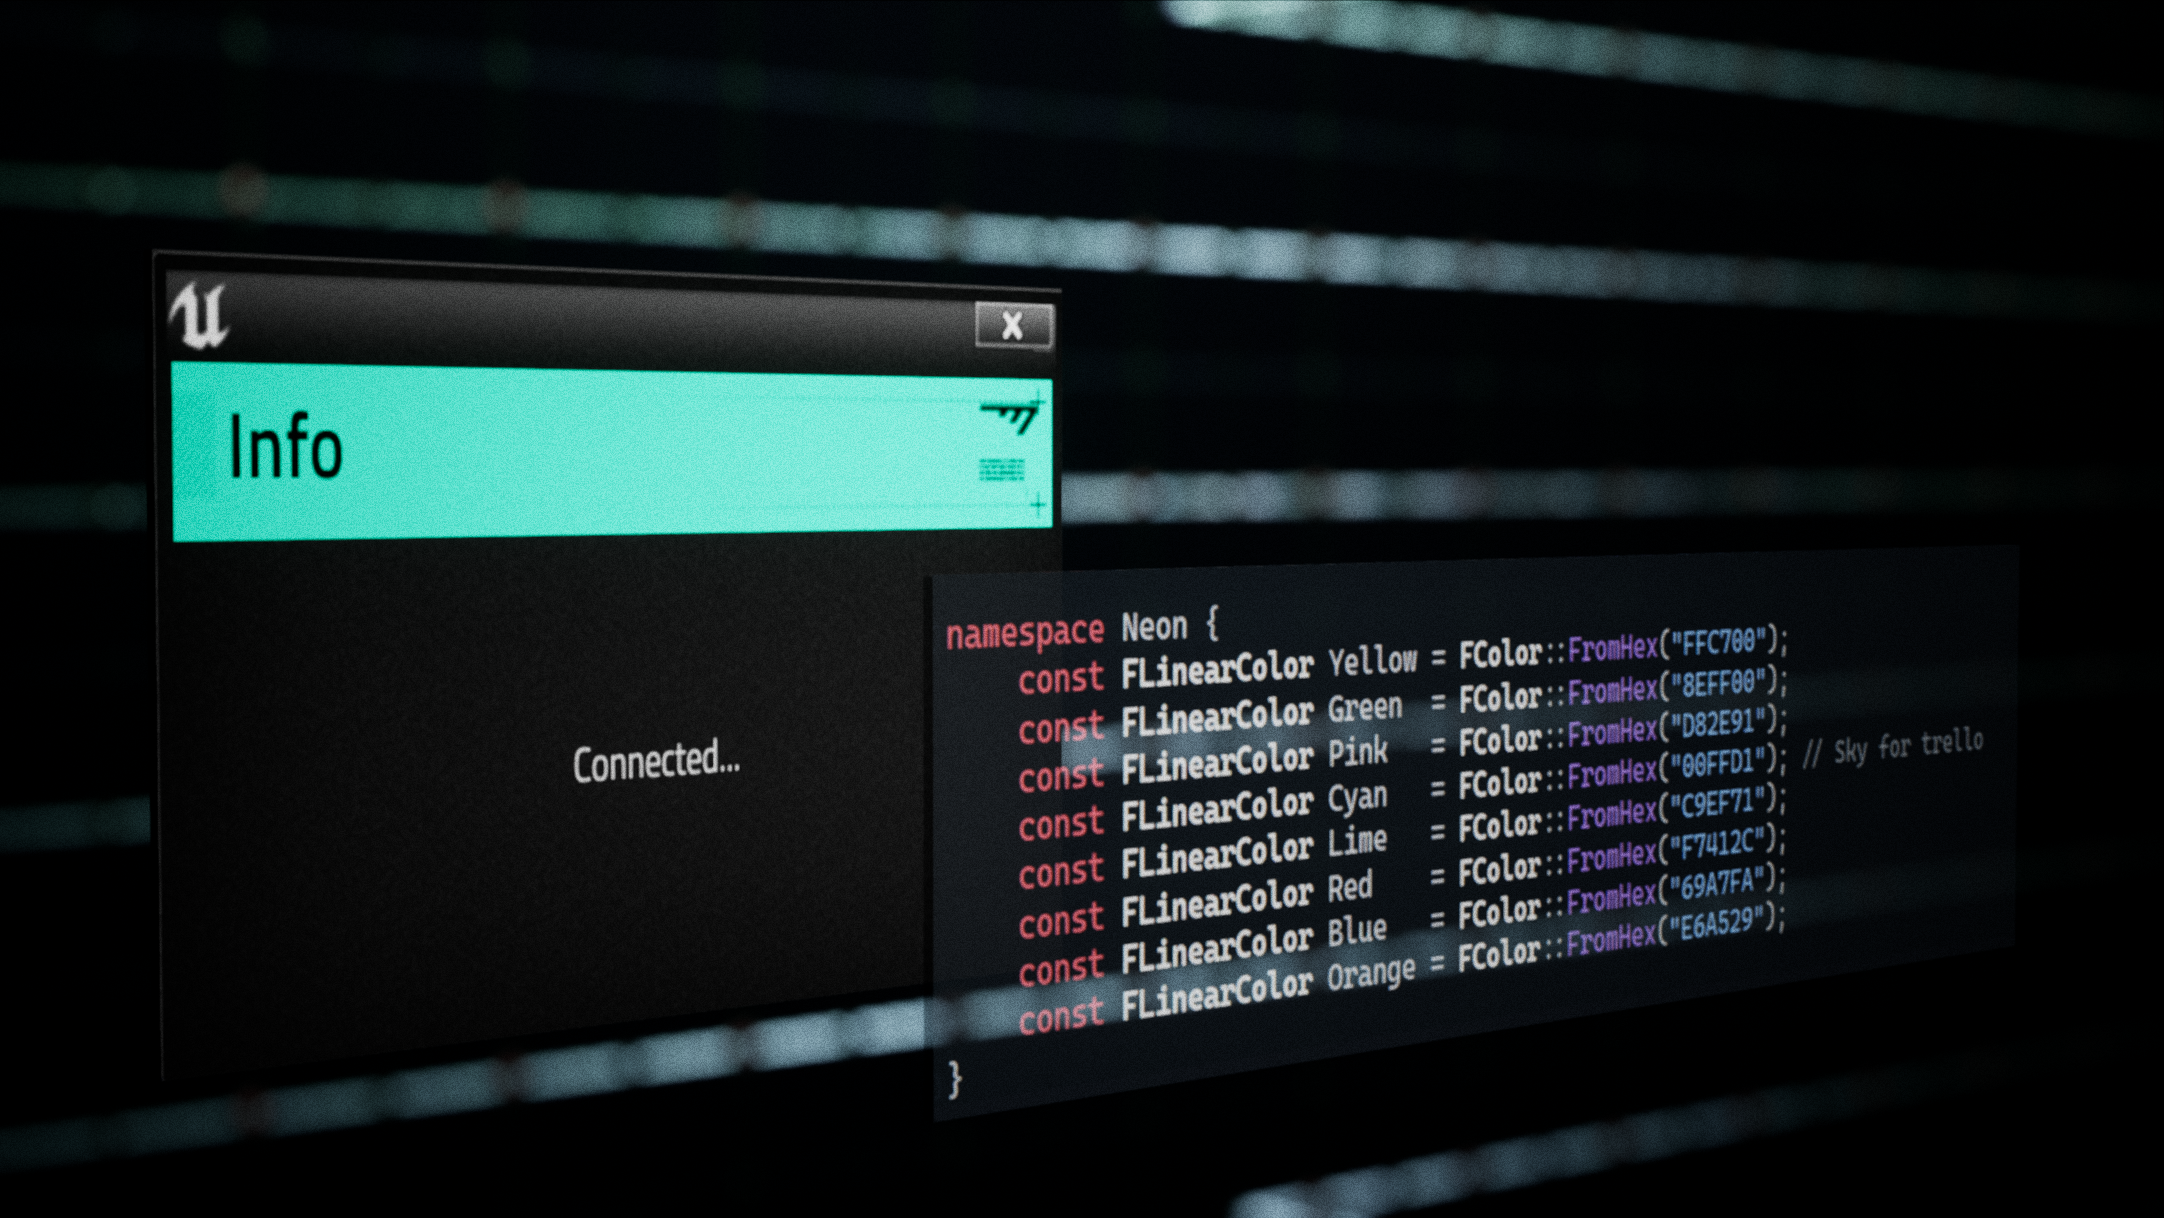 Info
Connected...
namespace Neon {
    const FLinearColor Yellow = FColor::FromHex("FFC700");
    const FLinearColor Green  = FColor::FromHex("8EFF00");
    const FLinearColor Pink   = FColor::FromHex("D82E91");
    const FLinearColor Cyan   = FColor::FromHex("00FFD1"); // Sky for trello
    const FLinearColor Lime   = FColor::FromHex("C9EF71");
    const FLinearColor Red    = FColor::FromHex("F7412C");
    const FLinearColor Blue   = FColor::FromHex("69A7FA");
    const FLinearColor Orange = FColor::FromHex("E6A529");
}